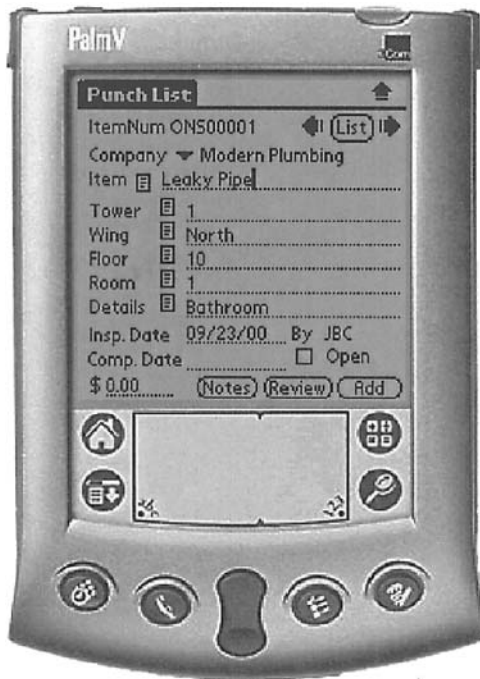 PalmV
3Com
Punch List
ItemNum ONS00001 List
Company Modern Plumbing
Item Leaky Pipe
Tower 1
Wing North
Floor 10
Room 1
Details Bathroom
Insp. Date 09/23/00 By JBC
Comp. Date Open
$ 0.00 Notes Review Add
123